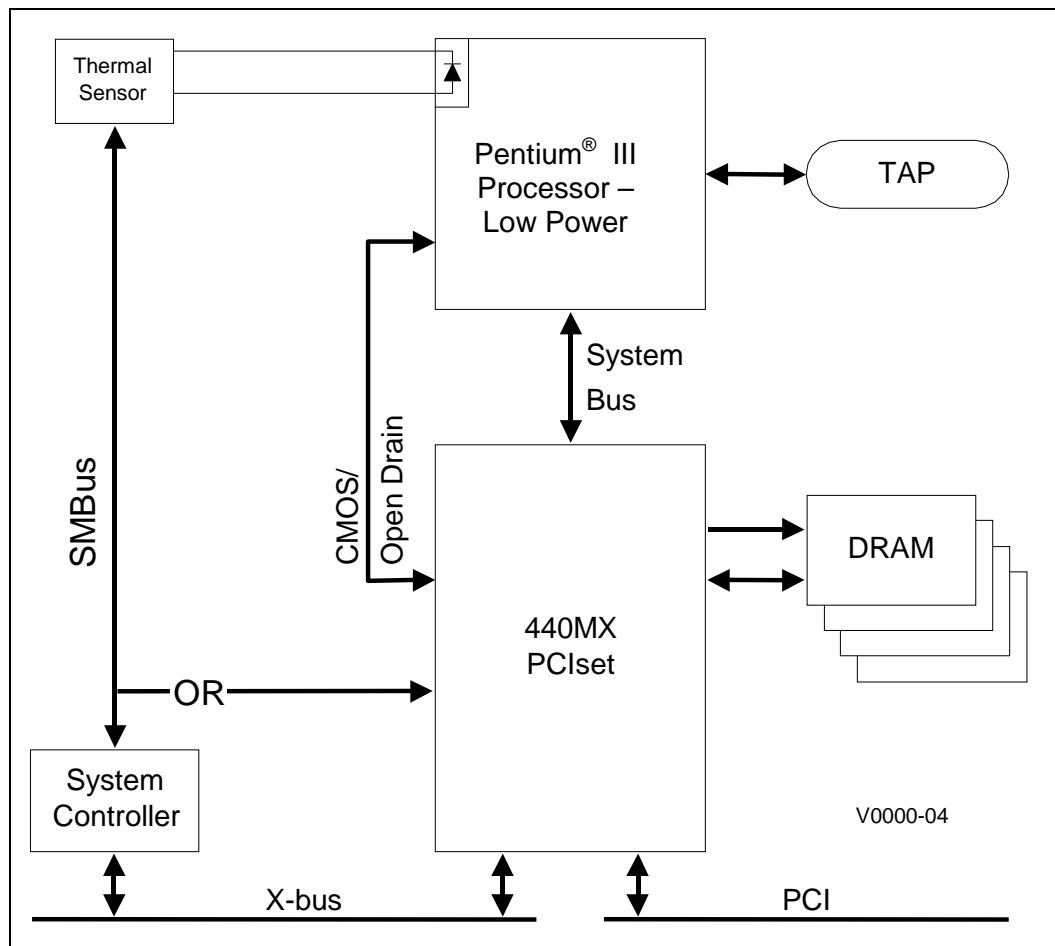 Thermal
Sensor
Pentium® III
Processor –
Low Power
TAP
System
Bus
SMBus
CMOS/
Open Drain
DRAM
440MX
PCIset
OR
System
Controller
V0000-04
X-bus
PCI